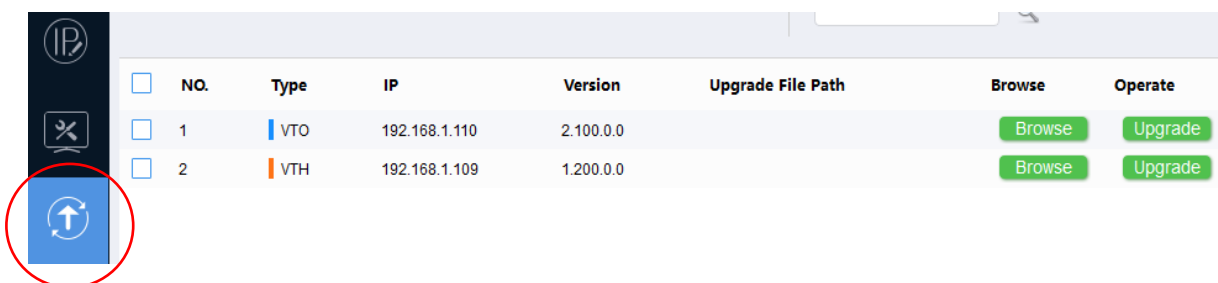 IP
NO. Type IP Version Upgrade File Path Browse Operate
1 VTO 192.168.1.110 2.100.0.0 Browse Upgrade
2 VTH 192.168.1.109 1.200.0.0 Browse Upgrade